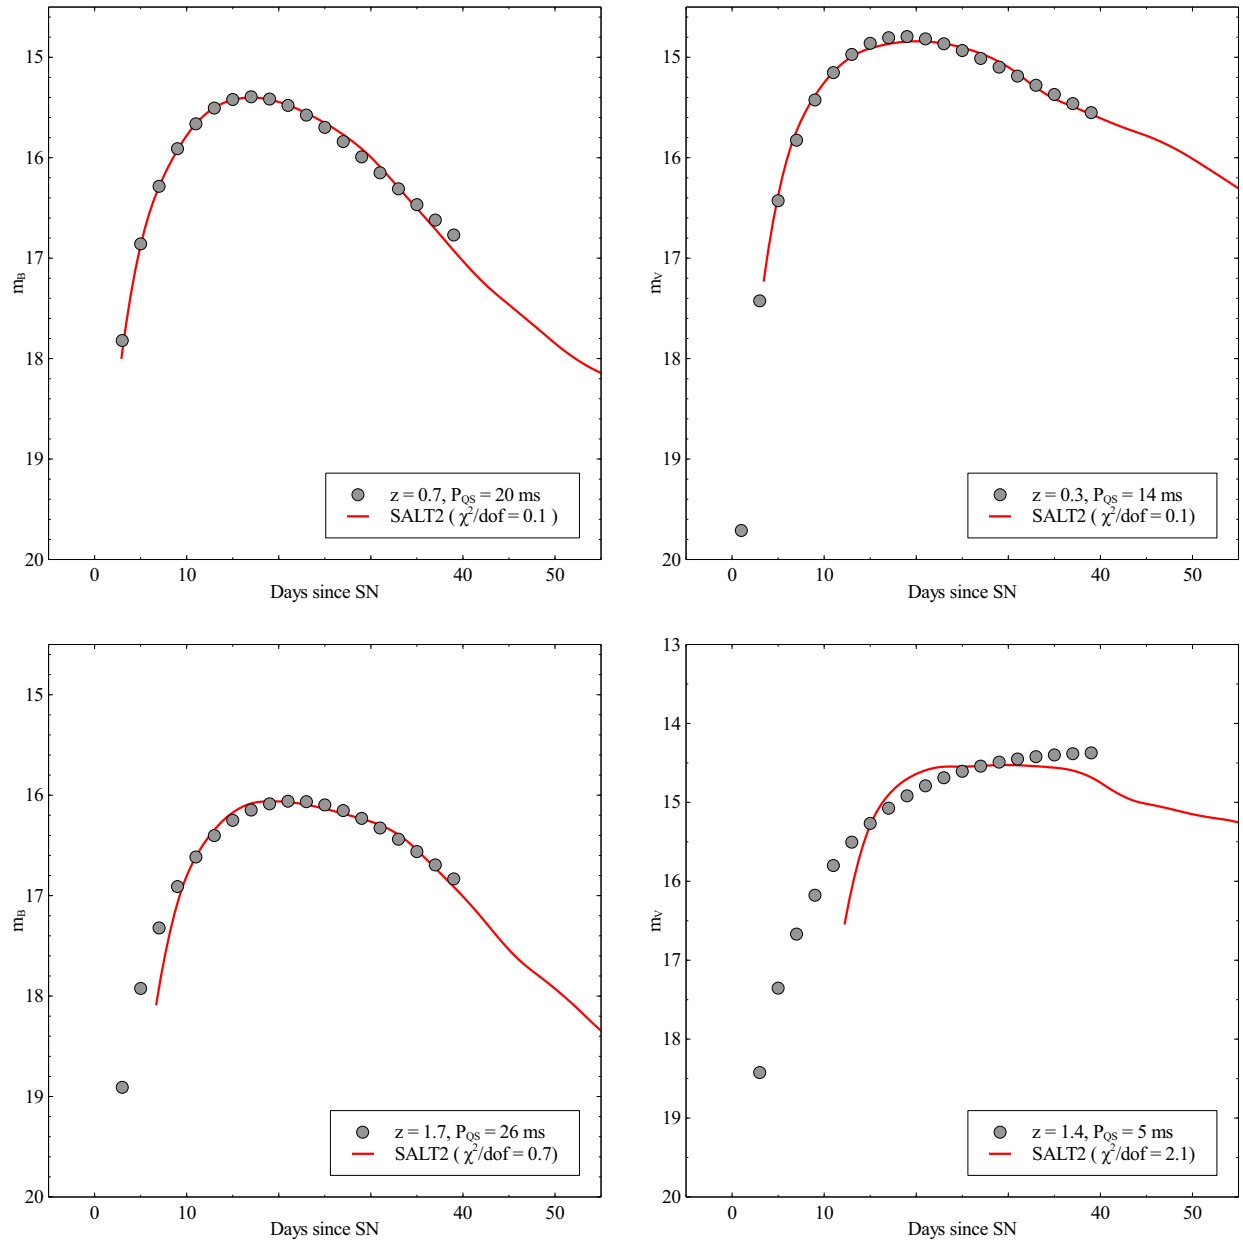 15
16
17
18
19
20
m_B
0
10
40
50
Days since SN
z = 0.7, P_QS = 20 ms
SALT2 ( χ²/dof = 0.1 )
15
16
17
18
19
20
m_V
0
10
40
50
Days since SN
z = 0.3, P_QS = 14 ms
SALT2 ( χ²/dof = 0.1)
15
16
17
18
19
20
m_B
0
10
40
50
Days since SN
z = 1.7, P_QS = 26 ms
SALT2 ( χ²/dof = 0.7)
13
14
15
16
17
18
19
20
m_V
0
10
40
50
Days since SN
z = 1.4, P_QS = 5 ms
SALT2 ( χ²/dof = 2.1)